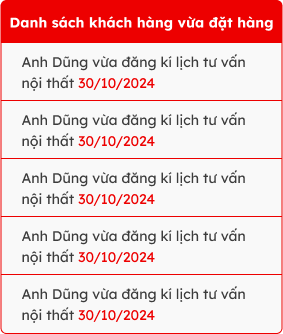 Danh sách khách hàng vừa đặt hàng
Anh Dũng vừa đăng kí lịch tư vấn
nội thất 30/10/2024
Anh Dũng vừa đăng kí lịch tư vấn
nội thất 30/10/2024
Anh Dũng vừa đăng kí lịch tư vấn
nội thất 30/10/2024
Anh Dũng vừa đăng kí lịch tư vấn
nội thất 30/10/2024
Anh Dũng vừa đăng kí lịch tư vấn
nội thất 30/10/2024